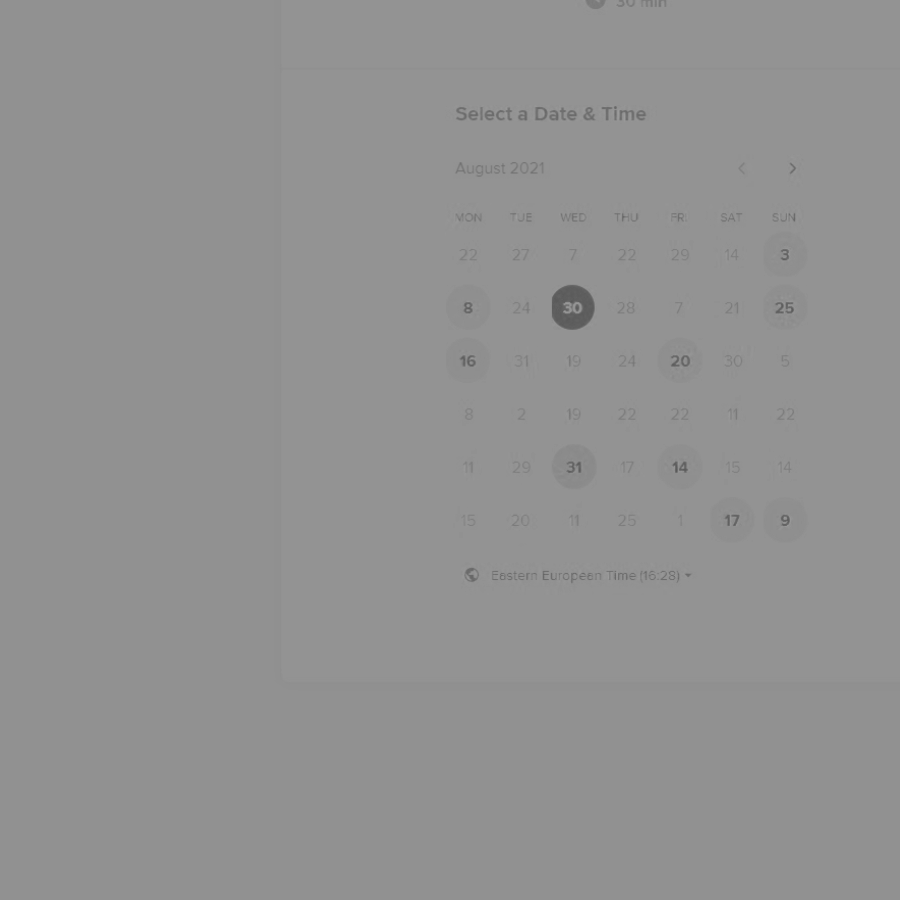 30 min
Select a Date & Time
August 2021
MON TUE WED THU FRI SAT SUN
22 27 7 22 29 14 3
8 24 30 28 7 21 25
16 31 19 24 20 30 5
8 2 19 22 22 11 22
11 29 31 17 14 15 14
15 20 11 25 1 17 9
Eastern European Time (16:28)